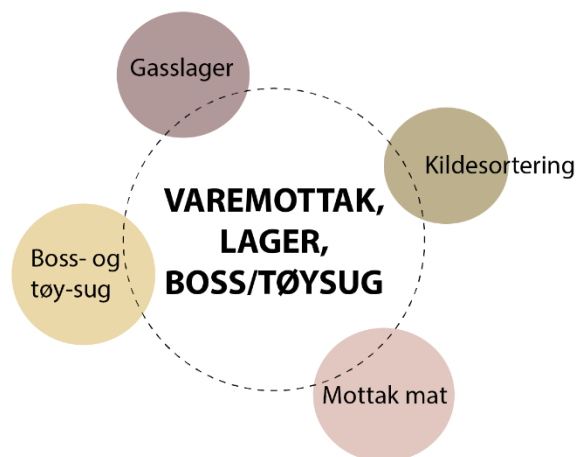 Gasslager
Kildesortering
VAREMOTTAK,
LAGER,
BOSS/TØYSUG
Boss- og
tøy-sug
Mottak mat